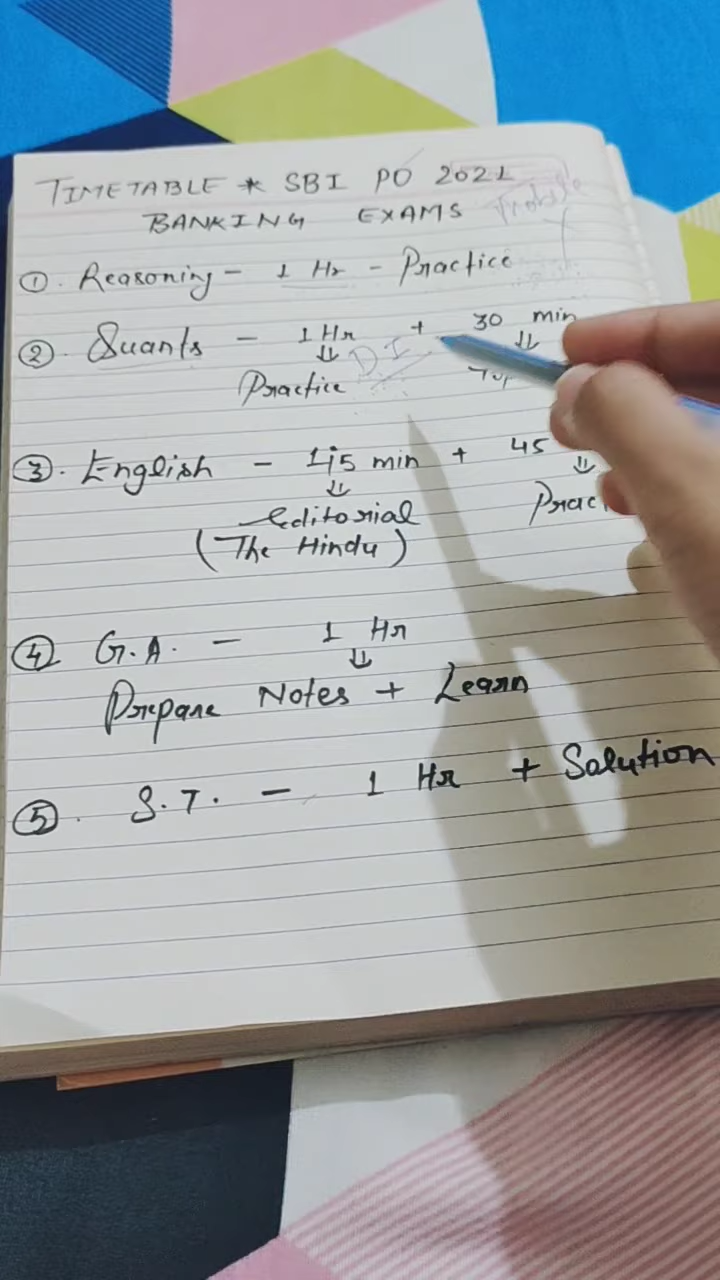 TIMETABLE * SBI PO 2021
BANKING EXAMS
①. Reasoning - 1 Hr - Practice
②. Quants - 1 Hr + 30 min
⇓ D.I ⇓
Practice
③. English - 15 min + 45
⇓ ⇓
Editorial
(The Hindu)
④ G.A. - 1 Hr
⇓
Prepare Notes + Learn
⑤. S.T. - 1 Hr + Solution